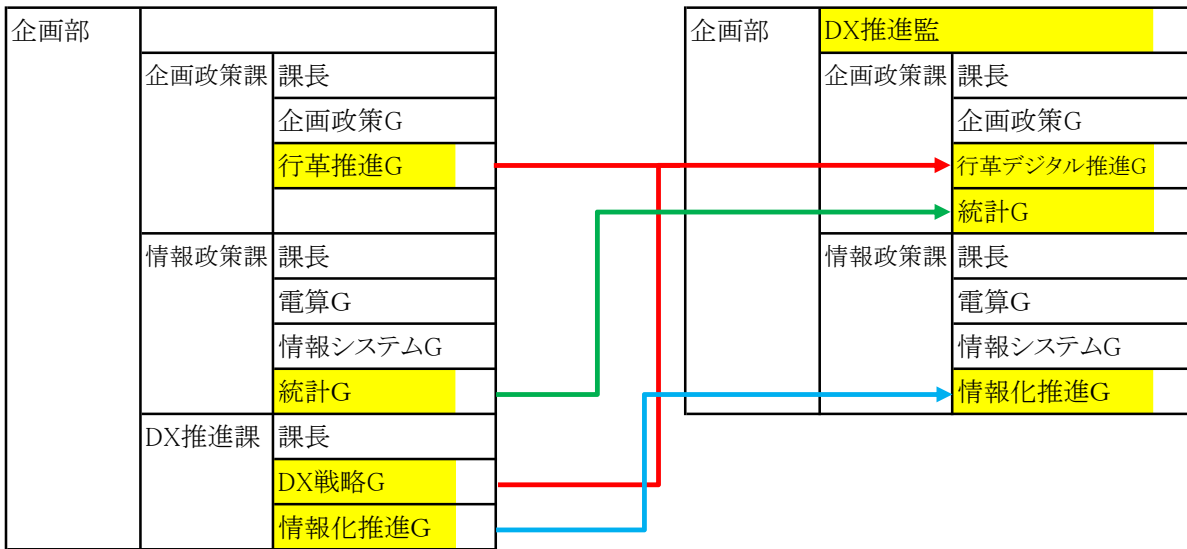 企画部
企画政策課 課長
企画政策G
行革推進G
情報政策課 課長
電算G
情報システムG
統計G
DX推進課 課長
DX戦略G
情報化推進G
企画部 DX推進監
企画政策課 課長
企画政策G
行革デジタル推進G
統計G
情報政策課 課長
電算G
情報システムG
情報化推進G